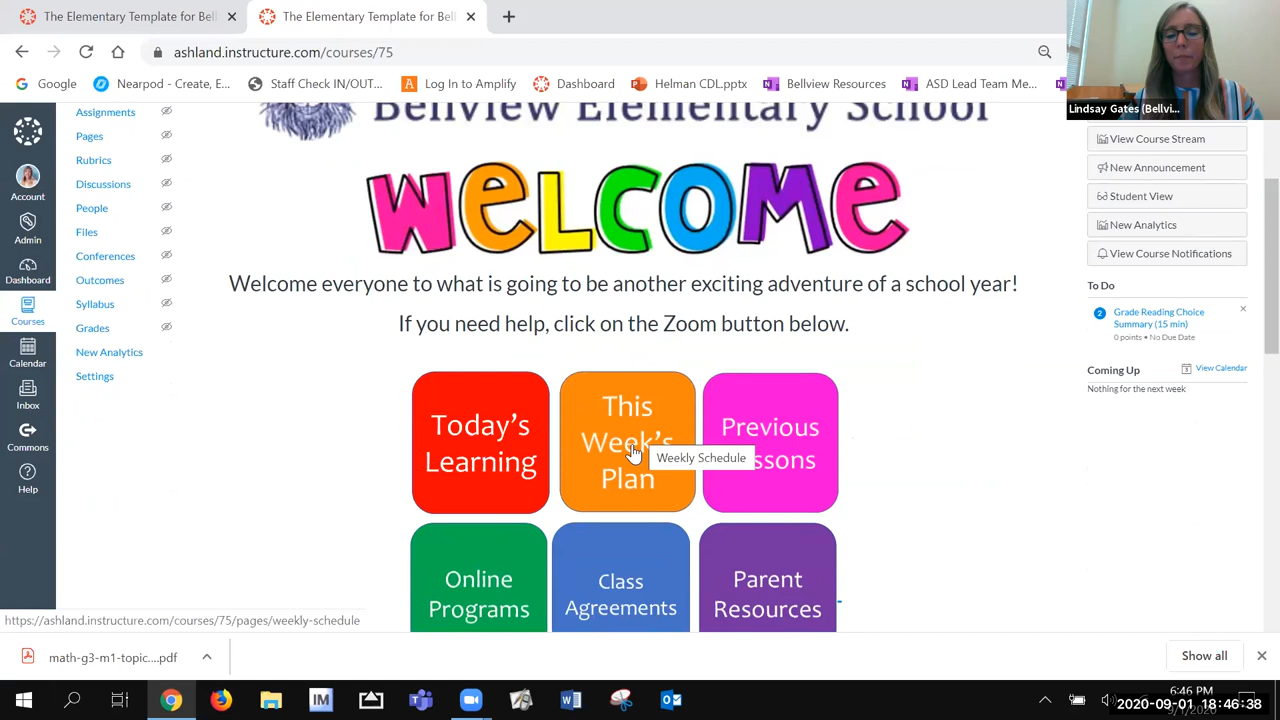 The Elementary Template for Bell
The Elementary Template for Bell
ashland.instructure.com/courses/75
Google
Nearpod - Create, E...
Staff Check IN/OUT...
Log In to Amplify
Dashboard
Helman CDL.pptx
Bellview Resources
ASD Lead Team Me...
Lindsay Gates (Bellvi...
Account
Admin
Dashboard
Courses
Calendar
Inbox
Commons
Help
Assignments
Pages
Rubrics
Discussions
People
Files
Conferences
Outcomes
Syllabus
Grades
New Analytics
Settings
Bellview Elementary School
WELCOME
Welcome everyone to what is going to be another exciting adventure of a school year!
If you need help, click on the Zoom button below.
Today's
Learning
This
Week's
Plan
Weekly Schedule
Previous
Online
Programs
Class
Agreements
Parent
Resources
View Course Stream
New Announcement
Student View
New Analytics
View Course Notifications
To Do
2
Grade Reading Choice
Summary (15 min)
0 points • No Due Date
Coming Up
View Calendar
Nothing for the next week
https://ashland.instructure.com/courses/75/pages/weekly-schedule
math-g3-m1-topic....pdf
Show all
IM
6:46 PM
2020-09-01 18:46:38